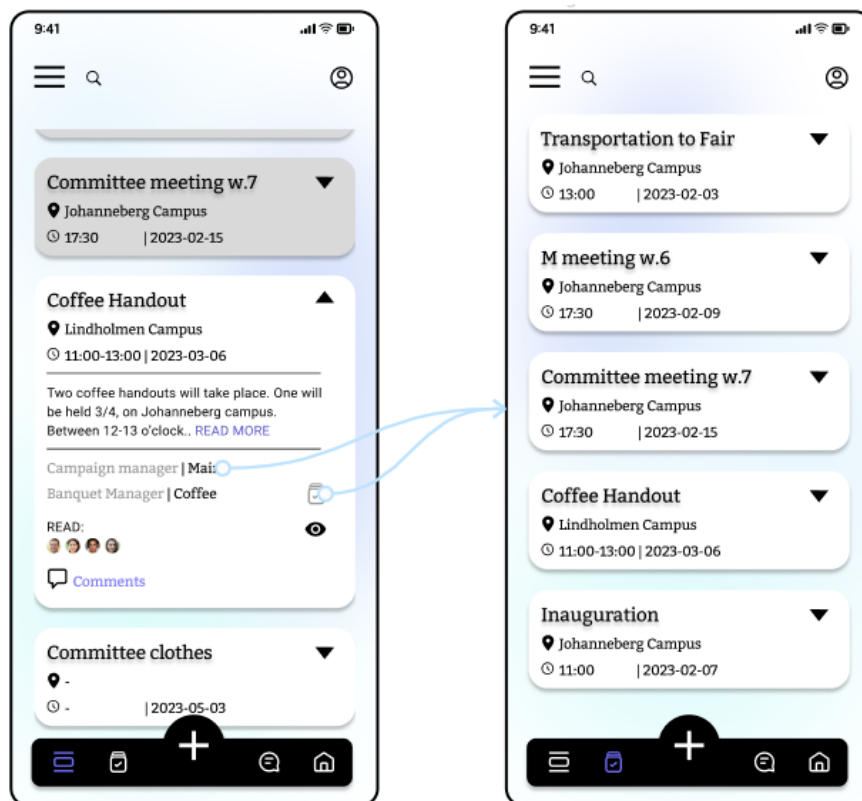 9:41
Committee meeting w.7
Johanneberg Campus
17:30 | 2023-02-15
Coffee Handout
Lindholmen Campus
11:00-13:00 | 2023-03-06
Two coffee handouts will take place. One will
be held 3/4, on Johanneberg campus.
Between 12-13 o'clock.. READ MORE
Campaign manager | Main
Banquet Manager | Coffee
READ:
Comments
Committee clothes
-
- | 2023-05-03
9:41
Transportation to Fair
Johanneberg Campus
13:00 | 2023-02-03
M meeting w.6
Johanneberg Campus
17:30 | 2023-02-09
Committee meeting w.7
Johanneberg Campus
17:30 | 2023-02-15
Coffee Handout
Lindholmen Campus
11:00-13:00 | 2023-03-06
Inauguration
Johanneberg Campus
11:00 | 2023-02-07